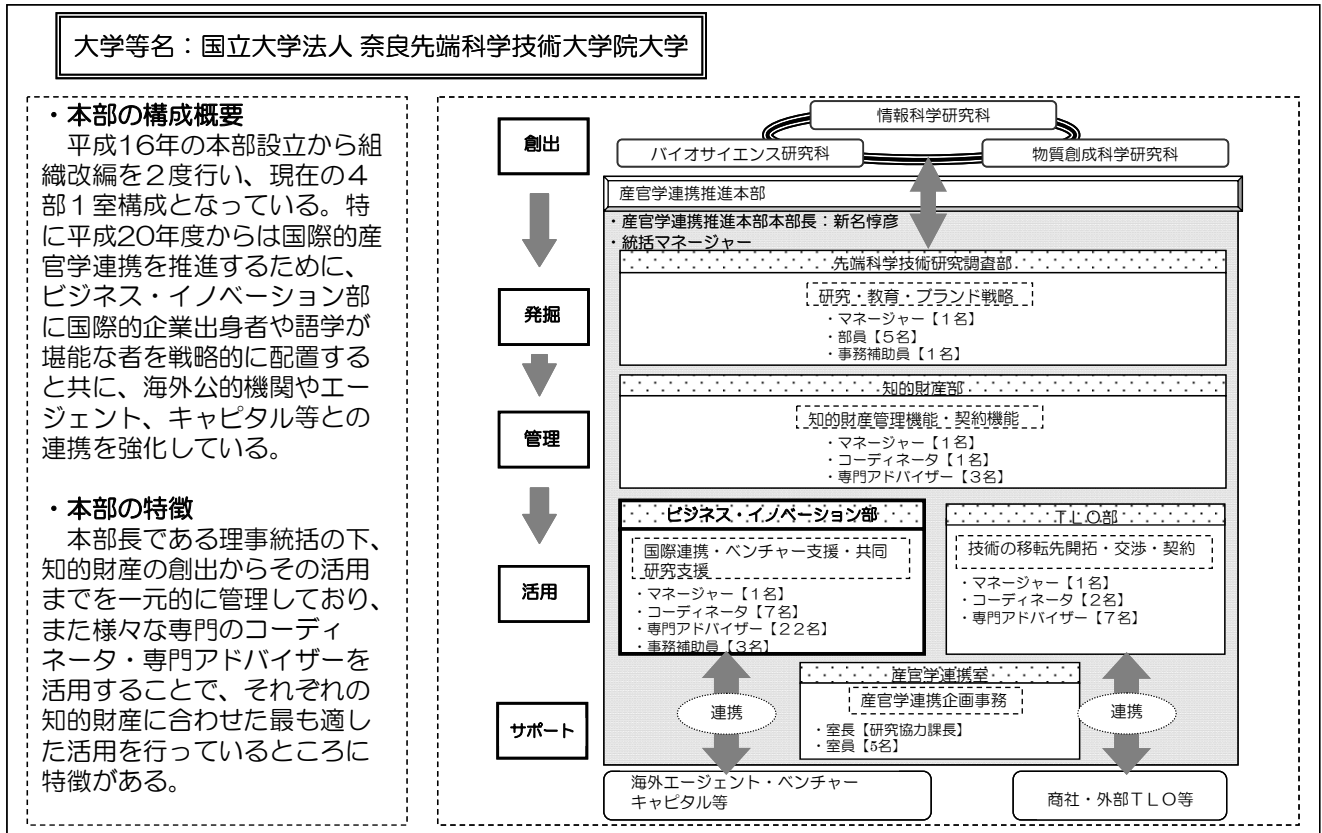 大学等名：国立大学法人 奈良先端科学技術大学院大学
・本部の構成概要
平成16年の本部設立から組
織改編を２度行い、現在の４
部１室構成となっている。特
に平成20年度からは国際的産
官学連携を推進するために、
ビジネス・イノベーション部
に国際的企業出身者や語学が
堪能な者を戦略的に配置する
と共に、海外公的機関やエー
ジェント、キャピタル等との
連携を強化している。
・本部の特徴
本部長である理事統括の下、
知的財産の創出からその活用
までを一元的に管理しており、
また様々な専門のコーディ
ネータ・専門アドバイザーを
活用することで、それぞれの
知的財産に合わせた最も適し
た活用を行っているところに
特徴がある。
創出
発掘
管理
活用
サポート
情報科学研究科
バイオサイエンス研究科
物質創成科学研究科
産官学連携推進本部
・産官学連携推進本部本部長：新名惇彦
・統括マネージャー
先端科学技術研究調査部
研究・教育・ブランド戦略
・マネージャー【１名】
・部員【５名】
・事務補助員【１名】
知的財産部
知的財産管理機能・契約機能
・マネージャー【１名】
・コーディネータ【１名】
・専門アドバイザー【３名】
ビジネス・イノベーション部
国際連携・ベンチャー支援・共同
研究支援
・マネージャー【１名】
・コーディネータ【７名】
・専門アドバイザー【２２名】
・事務補助員【３名】
ＴＬＯ部
技術の移転先開拓・交渉・契約
・マネージャー【１名】
・コーディネータ【２名】
・専門アドバイザー【７名】
産官学連携室
産官学連携企画事務
・室長【研究協力課長】
・室員【5名】
連携
連携
海外エージェント・ベンチャー
キャピタル等
商社・外部ＴＬＯ等